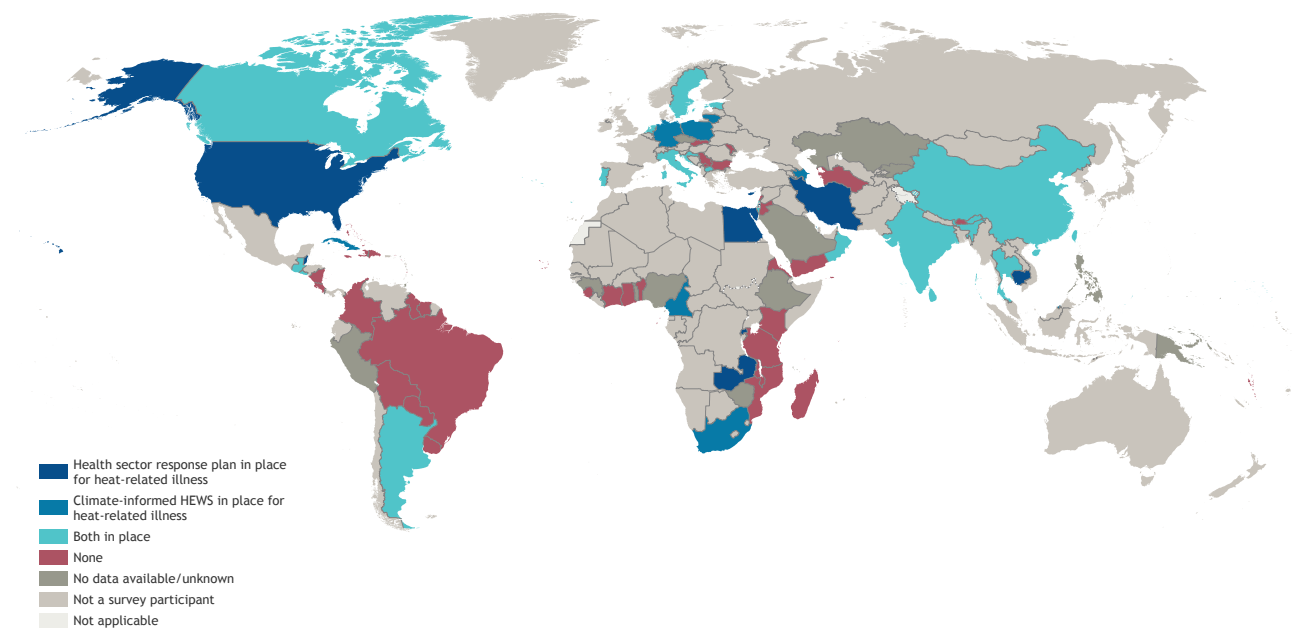 Health sector response plan in place
for heat-related illness
Climate-informed HEWS in place for
heat-related illness
Both in place
None
No data available/unknown
Not a survey participant
Not applicable